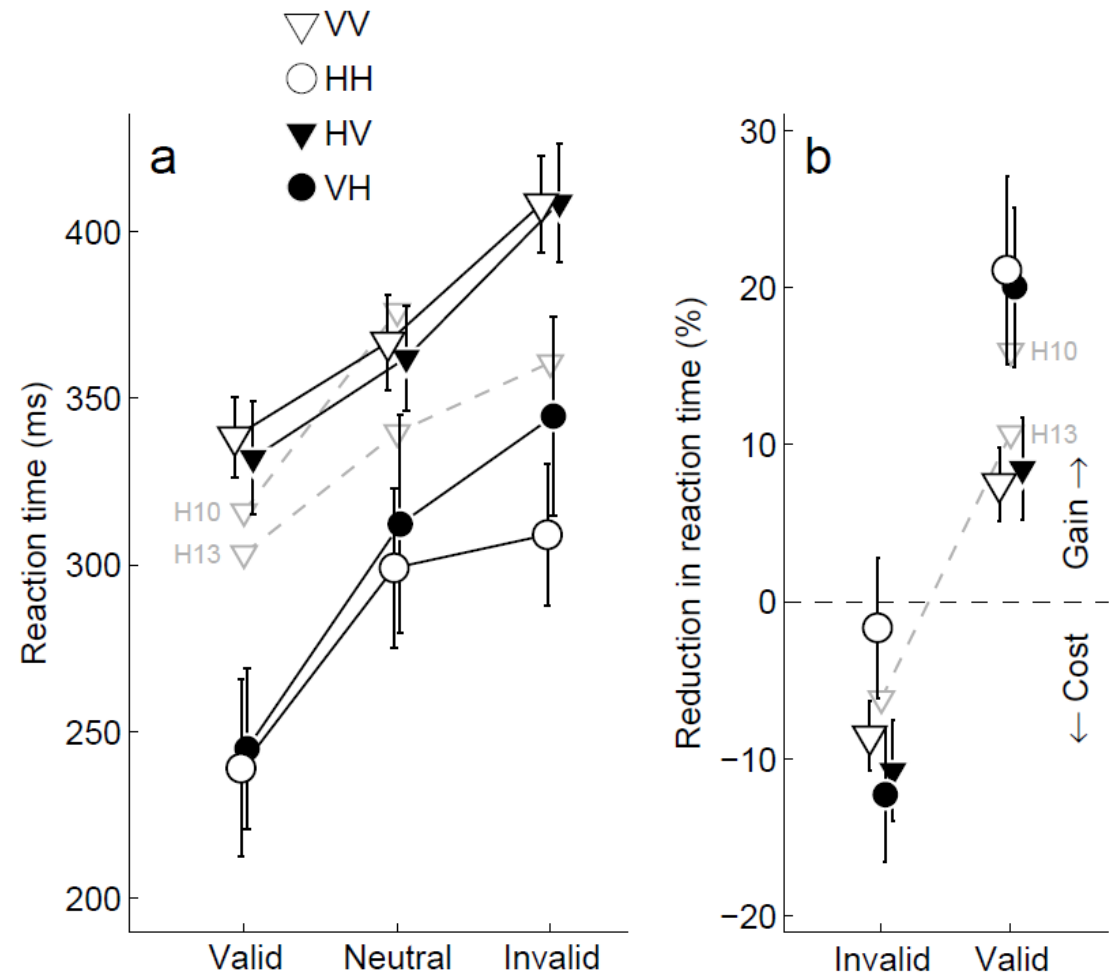 VV
HH
HV
VH
a
Reaction time (ms)
400
350
300
250
200
H10
H13
Valid
Neutral
Invalid
b
Reduction in reaction time (%)
30
20
10
0
−10
−20
H10
H13
Gain →
← Cost
Invalid
Valid